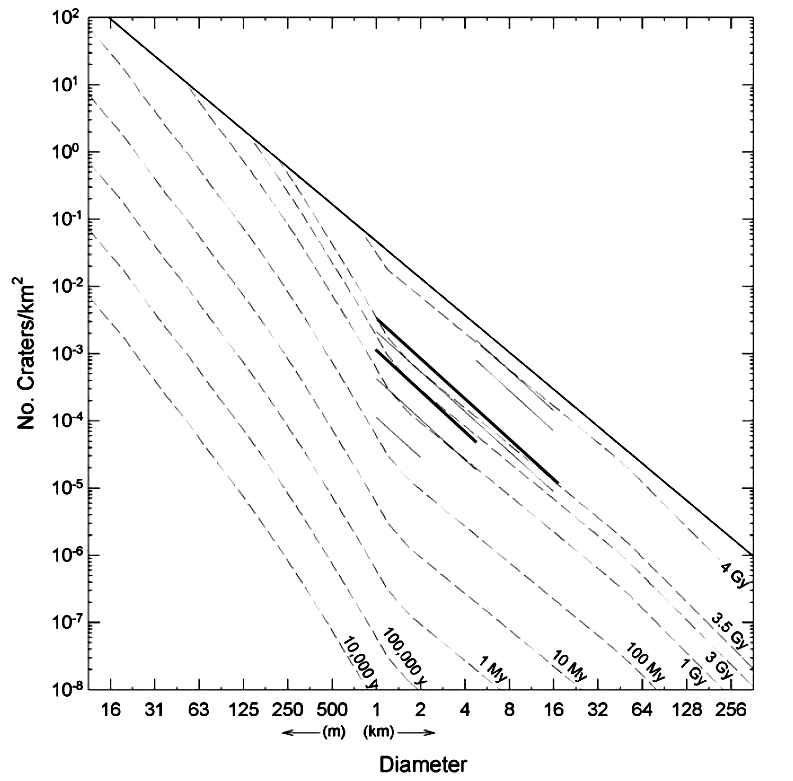 10²
10¹
10⁰
10⁻¹
10⁻²
10⁻³
10⁻⁴
10⁻⁵
10⁻⁶
10⁻⁷
10⁻⁸
No. Craters/km²
4 Gy
3.5 Gy
3 Gy
1 Gy
100 My
10 My
1 My
100,000 y
10,000 y
16 31 63 125 250 500 1 2 4 8 16 32 64 128 256
(m) (km)
Diameter